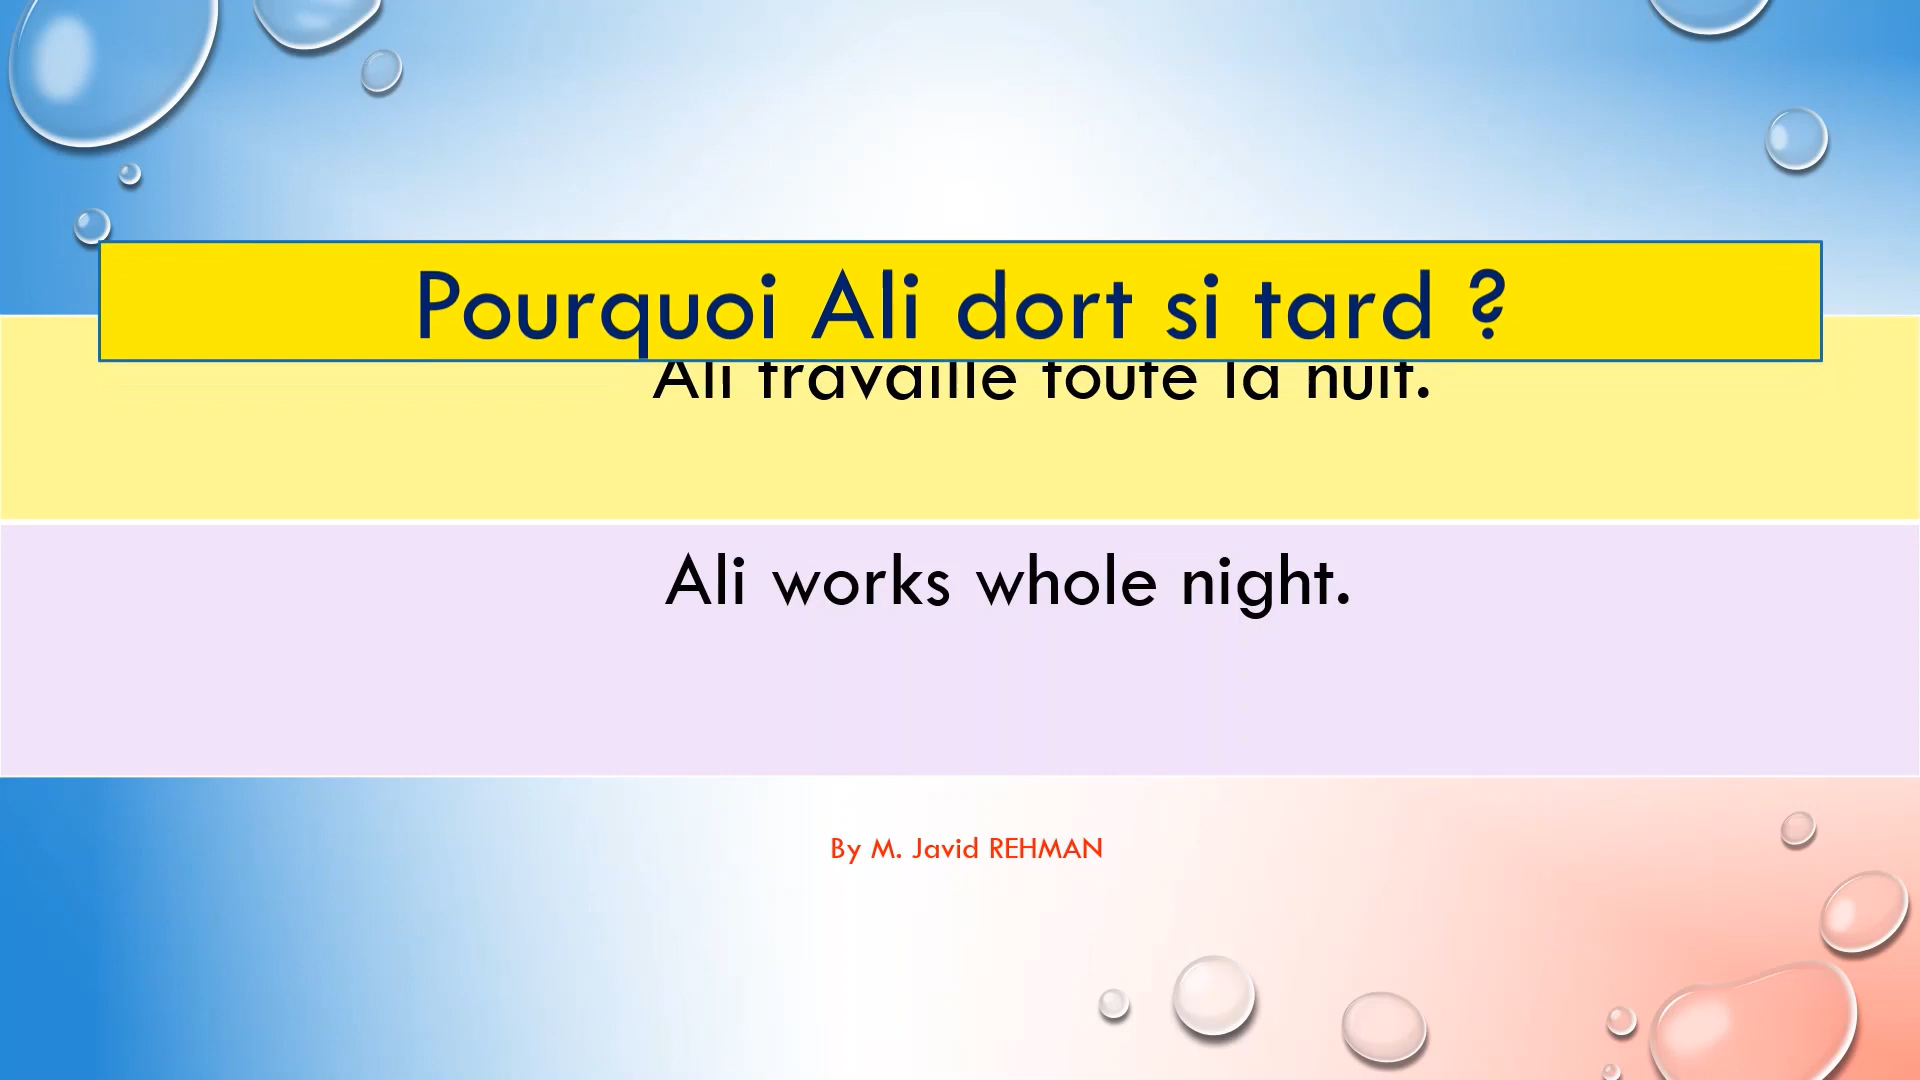 Pourquoi Ali dort si tard ?
Ali travaille toute la nuit.
Ali works whole night.
By M. Javid REHMAN